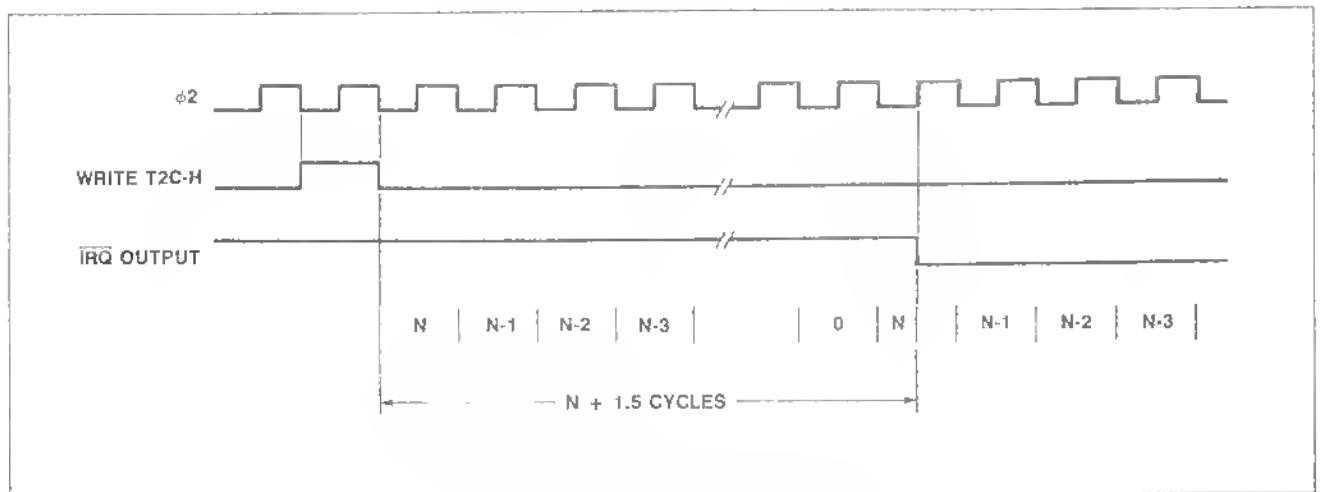 ϕ2
WRITE T2C-H
IRQ OUTPUT
N N-1 N-2 N-3 0 N N-1 N-2 N-3
N + 1.5 CYCLES